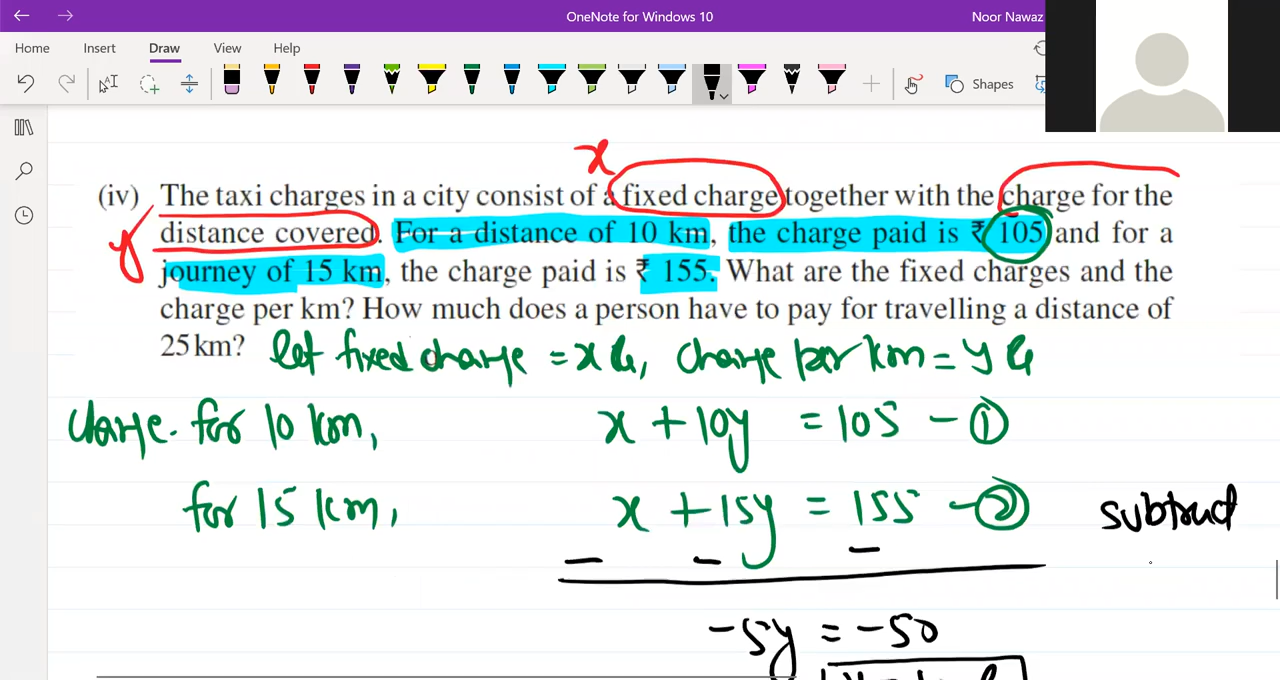 OneNote for Windows 10
Noor Nawaz
Home Insert Draw View Help
Shapes
x
(iv) The taxi charges in a city consist of a fixed charge together with the charge for the
distance covered. For a distance of 10 km, the charge paid is ₹ 105 and for a
y
journey of 15 km, the charge paid is ₹ 155. What are the fixed charges and the
charge per km? How much does a person have to pay for travelling a distance of
25 km?
let fixed charge = x ₹, charge per km = y ₹
charge for 10 km, x + 10y = 105 - ①
for 15 km, x + 15y = 155 - ②
subtract
- - -
-5y = -50